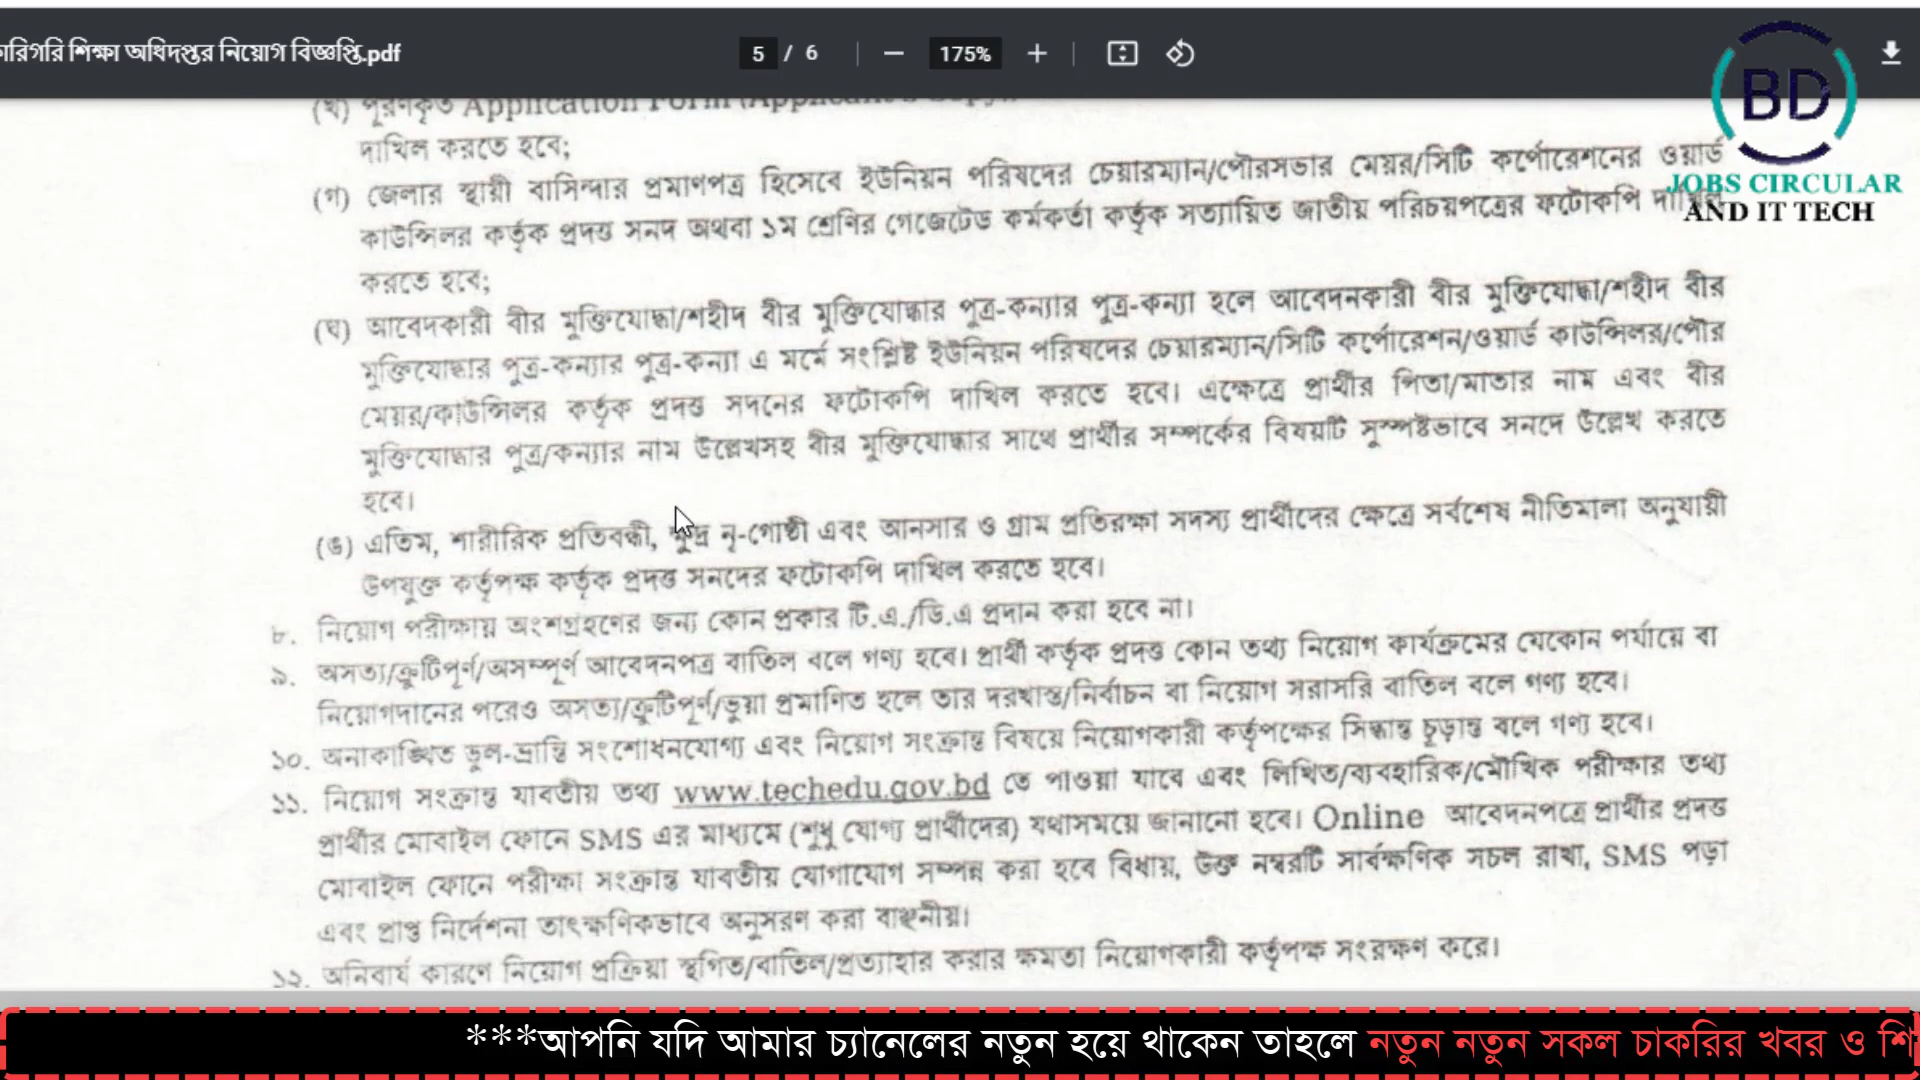 কারিগরি শিক্ষা অধিদপ্তর নিয়োগ বিজ্ঞপ্তি.pdf
5 / 6
175%
BD
JOBS CIRCULAR
AND IT TECH
(খ) পূরণকৃত Application Form (Applicant's Copy)
দাখিল করতে হবে;
(গ) জেলার স্থায়ী বাসিন্দার প্রমাণপত্র হিসেবে ইউনিয়ন পরিষদের চেয়ারম্যান/পৌরসভার মেয়র/সিটি কর্পোরেশনের ওয়ার্ড
কাউন্সিলর কর্তৃক প্রদত্ত সনদ অথবা ১ম শ্রেণির গেজেটেড কর্মকর্তা কর্তৃক সত্যায়িত জাতীয় পরিচয়পত্রের ফটোকপি দাখিল
করতে হবে;
(ঘ) আবেদকারী বীর মুক্তিযোদ্ধা/শহীদ বীর মুক্তিযোদ্ধার পুত্র-কন্যার পুত্র-কন্যা হলে আবেদনকারী বীর মুক্তিযোদ্ধা/শহীদ বীর
মুক্তিযোদ্ধার পুত্র-কন্যার পুত্র-কন্যা এ মর্মে সংশ্লিষ্ট ইউনিয়ন পরিষদের চেয়ারম্যান/সিটি কর্পোরেশন/ওয়ার্ড কাউন্সিলর/পৌর
মেয়র/কাউন্সিলর কর্তৃক প্রদত্ত সদনের ফটোকপি দাখিল করতে হবে। এক্ষেত্রে প্রার্থীর পিতা/মাতার নাম এবং বীর
মুক্তিযোদ্ধার পুত্র/কন্যার নাম উল্লেখসহ বীর মুক্তিযোদ্ধার সাথে প্রার্থীর সম্পর্কের বিষয়টি সুস্পষ্টভাবে সনদে উল্লেখ করতে
হবে।
(ঙ) এতিম, শারীরিক প্রতিবন্ধী, ক্ষুদ্র নৃ-গোষ্ঠী এবং আনসার ও গ্রাম প্রতিরক্ষা সদস্য প্রার্থীদের ক্ষেত্রে সর্বশেষ নীতিমালা অনুযায়ী
উপযুক্ত কর্তৃপক্ষ কর্তৃক প্রদত্ত সনদের ফটোকপি দাখিল করতে হবে।
৮. নিয়োগ পরীক্ষায় অংশগ্রহণের জন্য কোন প্রকার টি.এ./ডি.এ প্রদান করা হবে না।
৯. অসত্য/ত্রুটিপূর্ণ/অসম্পূর্ণ আবেদনপত্র বাতিল বলে গণ্য হবে। প্রার্থী কর্তৃক প্রদত্ত কোন তথ্য নিয়োগ কার্যক্রমের যেকোন পর্যায়ে বা
নিয়োগদানের পরেও অসত্য/ত্রুটিপূর্ণ/ভুয়া প্রমাণিত হলে তার দরখাস্ত/নির্বাচন বা নিয়োগ সরাসরি বাতিল বলে গণ্য হবে।
১০. অনাকাঙ্খিত ভুল-ভ্রান্তি সংশোধনযোগ্য এবং নিয়োগ সংক্রান্ত বিষয়ে নিয়োগকারী কর্তৃপক্ষের সিদ্ধান্ত চূড়ান্ত বলে গণ্য হবে।
১১. নিয়োগ সংক্রান্ত যাবতীয় তথ্য www.techedu.gov.bd তে পাওয়া যাবে এবং লিখিত/ব্যবহারিক/মৌখিক পরীক্ষার তথ্য
প্রার্থীর মোবাইল ফোনে SMS এর মাধ্যমে (শুধু যোগ্য প্রার্থীদের) যথাসময়ে জানানো হবে। Online আবেদনপত্রে প্রার্থীর প্রদত্ত
মোবাইল ফোনে পরীক্ষা সংক্রান্ত যাবতীয় যোগাযোগ সম্পন্ন করা হবে বিধায়, উক্ত নম্বরটি সার্বক্ষণিক সচল রাখা, SMS পড়া
এবং প্রাপ্ত নির্দেশনা তাৎক্ষণিকভাবে অনুসরণ করা বাঞ্ছনীয়।
১২. অনিবার্য কারণে নিয়োগ প্রক্রিয়া স্থগিত/বাতিল/প্রত্যাহার করার ক্ষমতা নিয়োগকারী কর্তৃপক্ষ সংরক্ষণ করে।
***আপনি যদি আমার চ্যানেলের নতুন হয়ে থাকেন তাহলে নতুন নতুন সকল চাকরির খবর ও শি